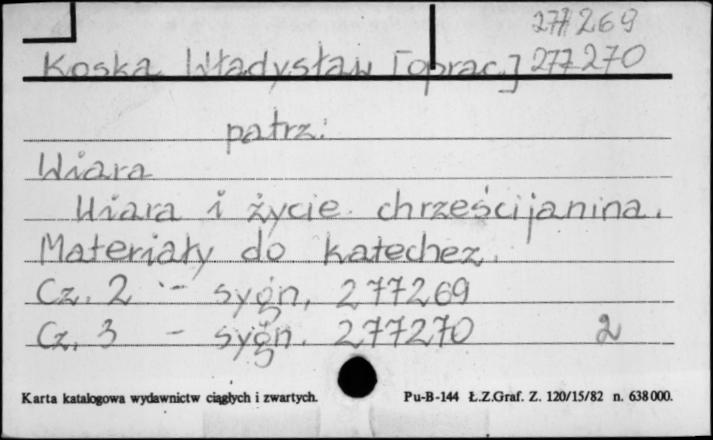 277269
Koska Władysław [oprac.] 277270
patrz:
Wiara
Wiara i życie chrześcijanina.
Materiały do katechez.
Cz. 2 - sygn. 277269
Cz. 3 - sygn. 277270 2
Karta katalogowa wydawnictw ciągłych i zwartych. Pu-B-144 Ł.Z.Graf. Z. 120/15/82 n. 638000.